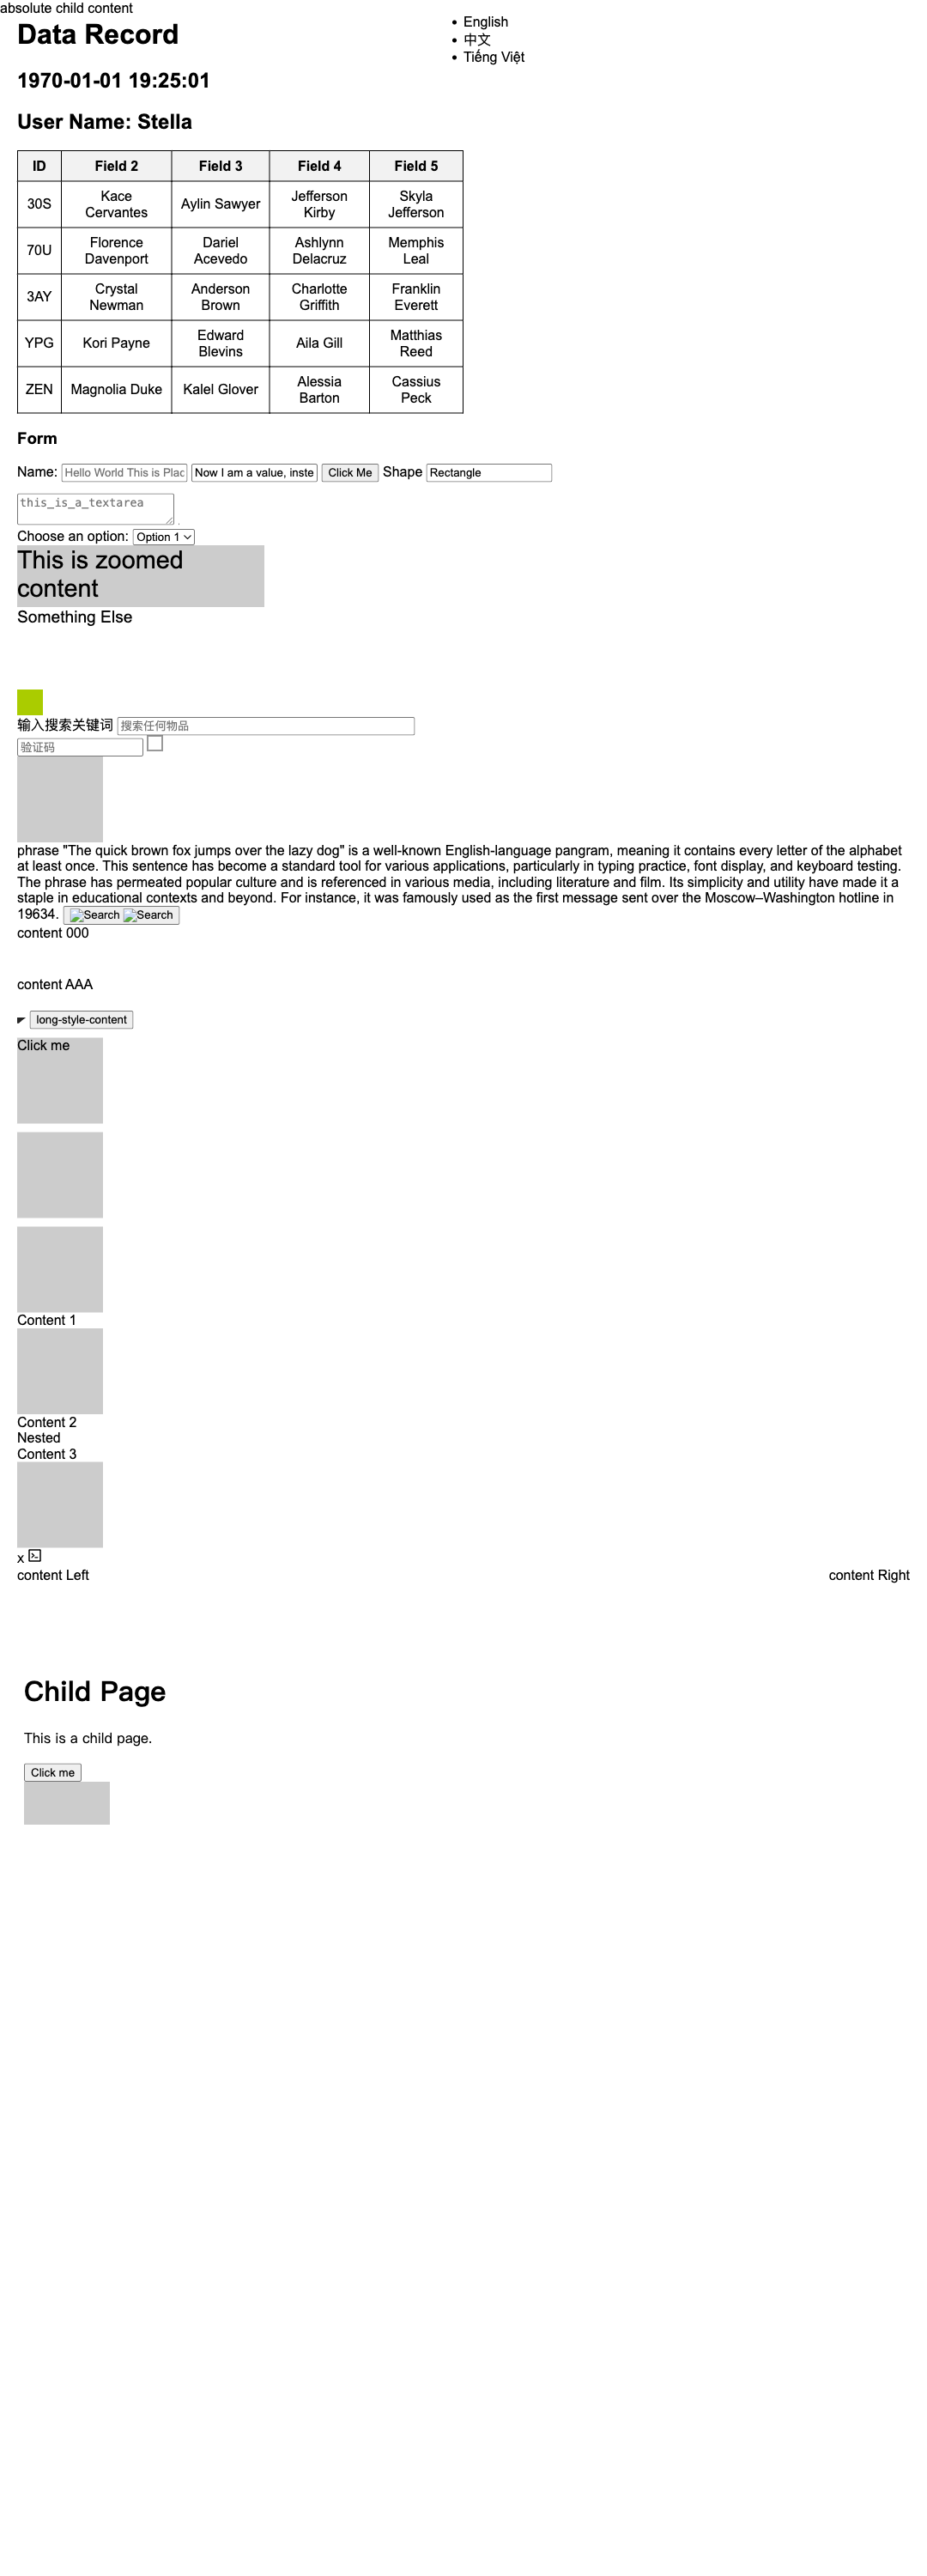 absolute child content
Data Record
English
中文
Tiếng Việt
1970-01-01 19:25:01
User Name: Stella
ID Field 2 Field 3 Field 4 Field 5
30S Kace Cervantes Aylin Sawyer Jefferson Kirby Skyla Jefferson
70U Florence Davenport Dariel Acevedo Ashlynn Delacruz Memphis Leal
3AY Crystal Newman Anderson Brown Charlotte Griffith Franklin Everett
YPG Kori Payne Edward Blevins Aila Gill Matthias Reed
ZEN Magnolia Duke Kalel Glover Alessia Barton Cassius Peck
Form
Name: Hello World This is Plac Now I am a value, inste Click Me Shape Rectangle
this_is_a_textarea
Choose an option: Option 1
This is zoomed
content
Something Else
输入搜索关键词 搜索任何物品
验证码
phrase "The quick brown fox jumps over the lazy dog" is a well-known English-language pangram, meaning it contains every letter of the alphabet
at least once. This sentence has become a standard tool for various applications, particularly in typing practice, font display, and keyboard testing.
The phrase has permeated popular culture and is referenced in various media, including literature and film. Its simplicity and utility have made it a
staple in educational contexts and beyond. For instance, it was famously used as the first message sent over the Moscow–Washington hotline in
19634. Search Search
content 000
content AAA
long-style-content
Click me
Content 1
Content 2
Nested
Content 3
x
content Left content Right
Child Page
This is a child page.
Click me